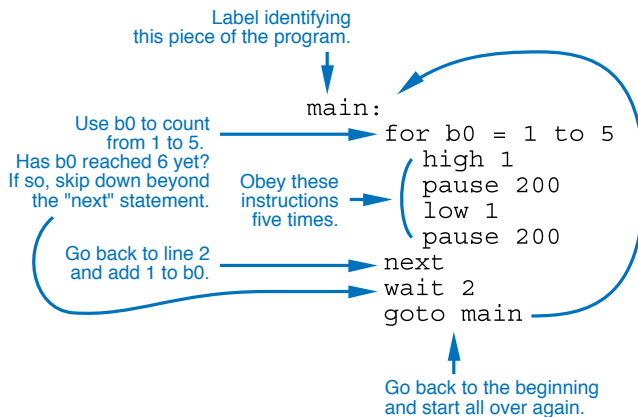 Label identifying
this piece of the program.
main:
Use b0 to count
from 1 to 5.
Has b0 reached 6 yet?
If so, skip down beyond
the "next" statement.
for b0 = 1 to 5
high 1
pause 200
low 1
pause 200
Obey these
instructions
five times.
Go back to line 2
and add 1 to b0.
next
wait 2
goto main
Go back to the beginning
and start all over again.